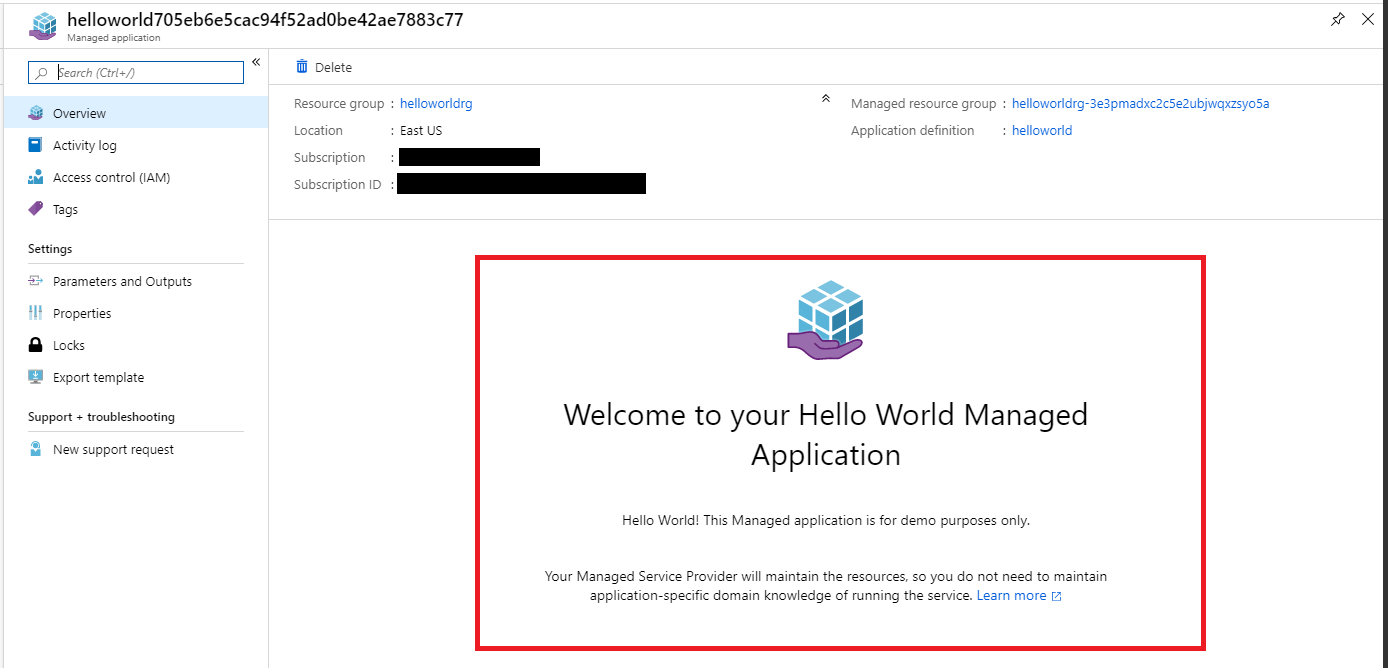 helloworld705eb6e5cac94f52ad0be42ae7883c77
Managed application
Search (Ctrl+/)
«
Overview
Activity log
Access control (IAM)
Tags
Settings
Parameters and Outputs
Properties
Locks
Export template
Support + troubleshooting
New support request
Delete
Resource group : helloworldrg
Location : East US
Subscription :
Subscription ID :
Managed resource group : helloworldrg-3e3pmadxc2c5e2ubjwqxzsyo5a
Application definition : helloworld
Welcome to your Hello World Managed
Application
Hello World! This Managed application is for demo purposes only.
Your Managed Service Provider will maintain the resources, so you do not need to maintain
application-specific domain knowledge of running the service. Learn more